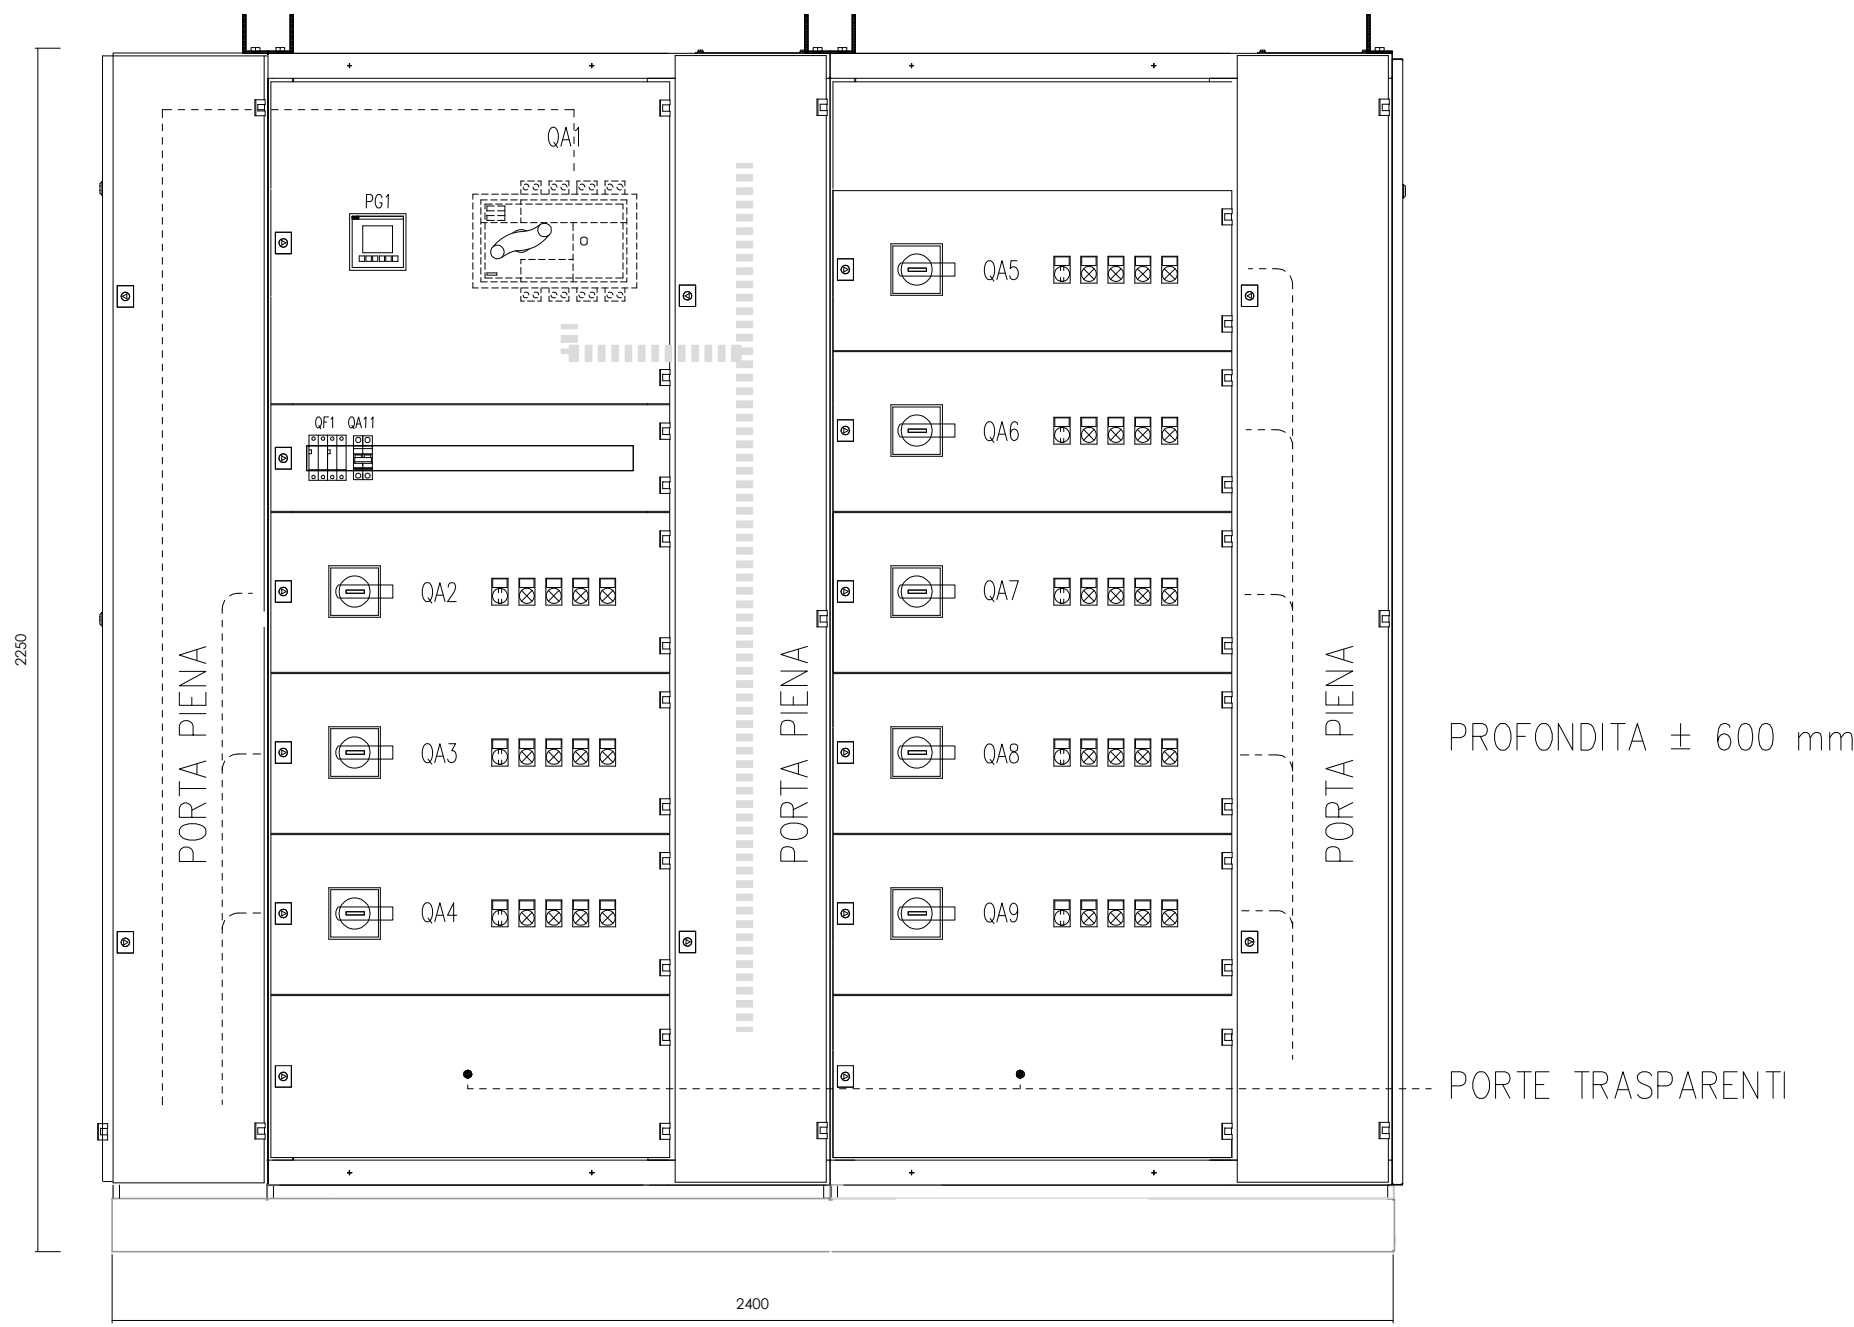 QA1
PG1
QF1 QA11
QA2
QA3
QA4
QA5
QA6
QA7
QA8
QA9
PORTA PIENA
PORTA PIENA
PORTA PIENA
2250
PROFONDITA ± 600 mm
PORTE TRASPARENTI
2400